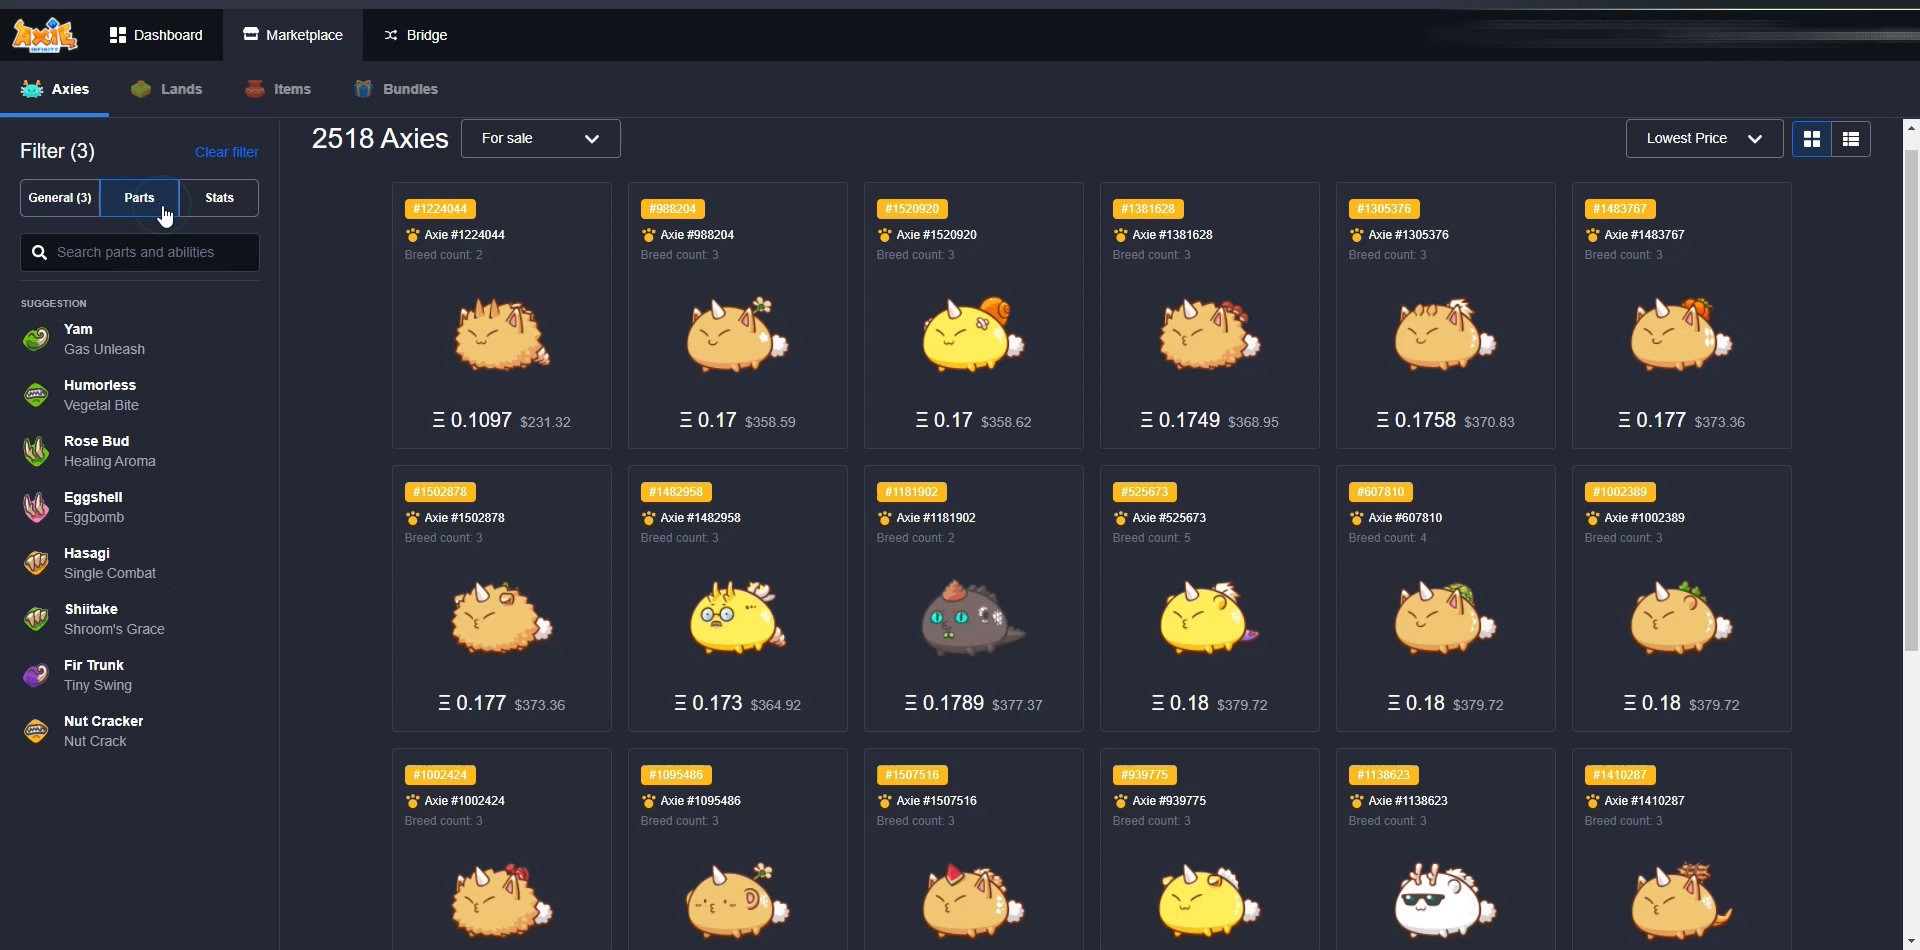 AXIE
INFINITY
Dashboard
Marketplace
Bridge
Axies
Lands
Items
Bundles
Filter (3)
Clear filter
General (3)
Parts
Stats
Search parts and abilities
SUGGESTION
Yam
Gas Unleash
Humorless
Vegetal Bite
Rose Bud
Healing Aroma
Eggshell
Eggbomb
Hasagi
Single Combat
Shiitake
Shroom's Grace
Fir Trunk
Tiny Swing
Nut Cracker
Nut Crack
2518 Axies
For sale
Lowest Price
#1224044
Axie #1224044
Breed count: 2
Ξ 0.1097 $231.32
#988204
Axie #988204
Breed count: 3
Ξ 0.17 $358.59
#1520920
Axie #1520920
Breed count: 3
Ξ 0.17 $358.62
#1381628
Axie #1381628
Breed count: 3
Ξ 0.1749 $368.95
#1305376
Axie #1305376
Breed count: 3
Ξ 0.1758 $370.83
#1483767
Axie #1483767
Breed count: 3
Ξ 0.177 $373.36
#1502878
Axie #1502878
Breed count: 3
Ξ 0.177 $373.36
#1482958
Axie #1482958
Breed count: 3
Ξ 0.173 $364.92
#1181902
Axie #1181902
Breed count: 2
Ξ 0.1789 $377.37
#525673
Axie #525673
Breed count: 5
Ξ 0.18 $379.72
#607810
Axie #607810
Breed count: 4
Ξ 0.18 $379.72
#1002389
Axie #1002389
Breed count: 3
Ξ 0.18 $379.72
#1002424
Axie #1002424
Breed count: 3
#1095486
Axie #1095486
Breed count: 3
#1507516
Axie #1507516
Breed count: 3
#939775
Axie #939775
Breed count: 3
#1138623
Axie #1138623
Breed count: 3
#1410287
Axie #1410287
Breed count: 3